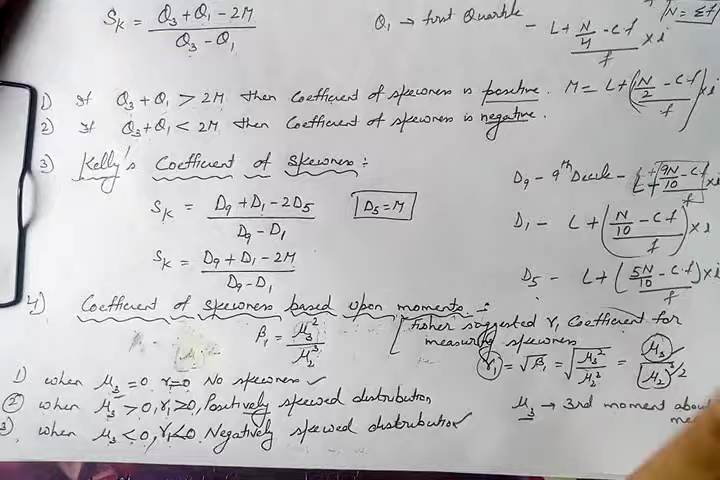 Sk = (Q3 + Q1 - 2M) / (Q3 - Q1)
Q1 → first Quartile - L + (N/4 - cf)/f × i
N = Σf
1) If Q3 + Q1 > 2M then Coefficient of skewness is positive.
M = L + ((N/2 - cf)/f) × i
2) If Q3 + Q1 < 2M then Coefficient of skewness is negative.
3) Kelly's Coefficient of Skewness :-
D9 - 9th Decile - L + (9N/10 - cf)/f × i
Sk = (D9 + D1 - 2D5) / (D9 - D1)
D5 = M
D1 - L + ((N/10 - cf)/f) × i
Sk = (D9 + D1 - 2M) / (D9 - D1)
D5 - L + ((5N/10 - c.f)/f) × i
4) Coefficient of skewness based upon moments :-
β1 = μ3² / μ2³
[Fisher suggested γ1 Coefficient for
measuring skewness
γ1 = √β1 = √(μ3²/μ2³) = μ3 / μ2^3/2
1) when μ3 = 0 γ=0 No skewness ✓
2) when μ3 > 0, γ1 > 0, Positively skewed distribution
3) when μ3 < 0, γ1 < 0 Negatively skewed distribution ✓
μ3 → 3rd moment about